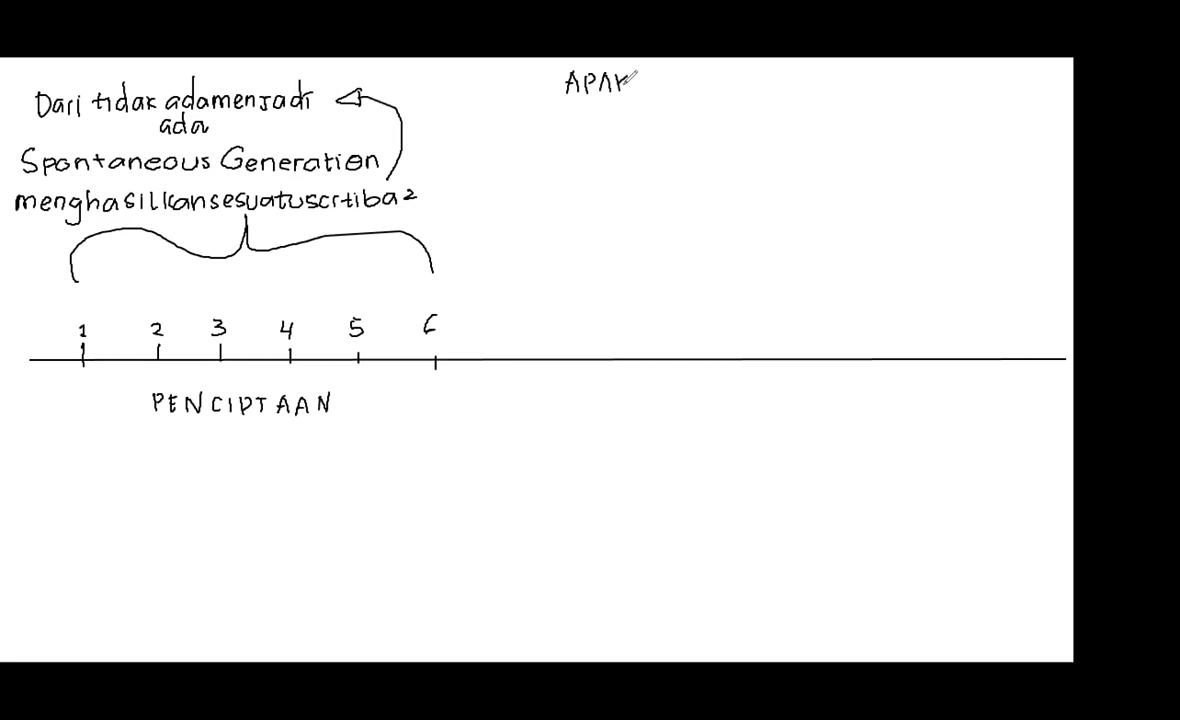 Dari tidak adamenjadi
ada
Spontaneous Generation
menghasilkansesuatuscrtiba²
APAK
1 2 3 4 5 6
PENCIPTAAN